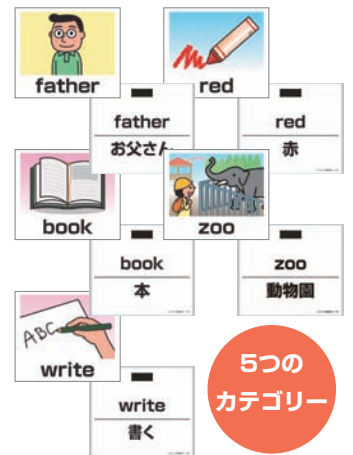 father
red
father
お父さん
red
赤
book
zoo
book
本
zoo
動物園
ABC
write
write
書く
5つの
カテゴリー